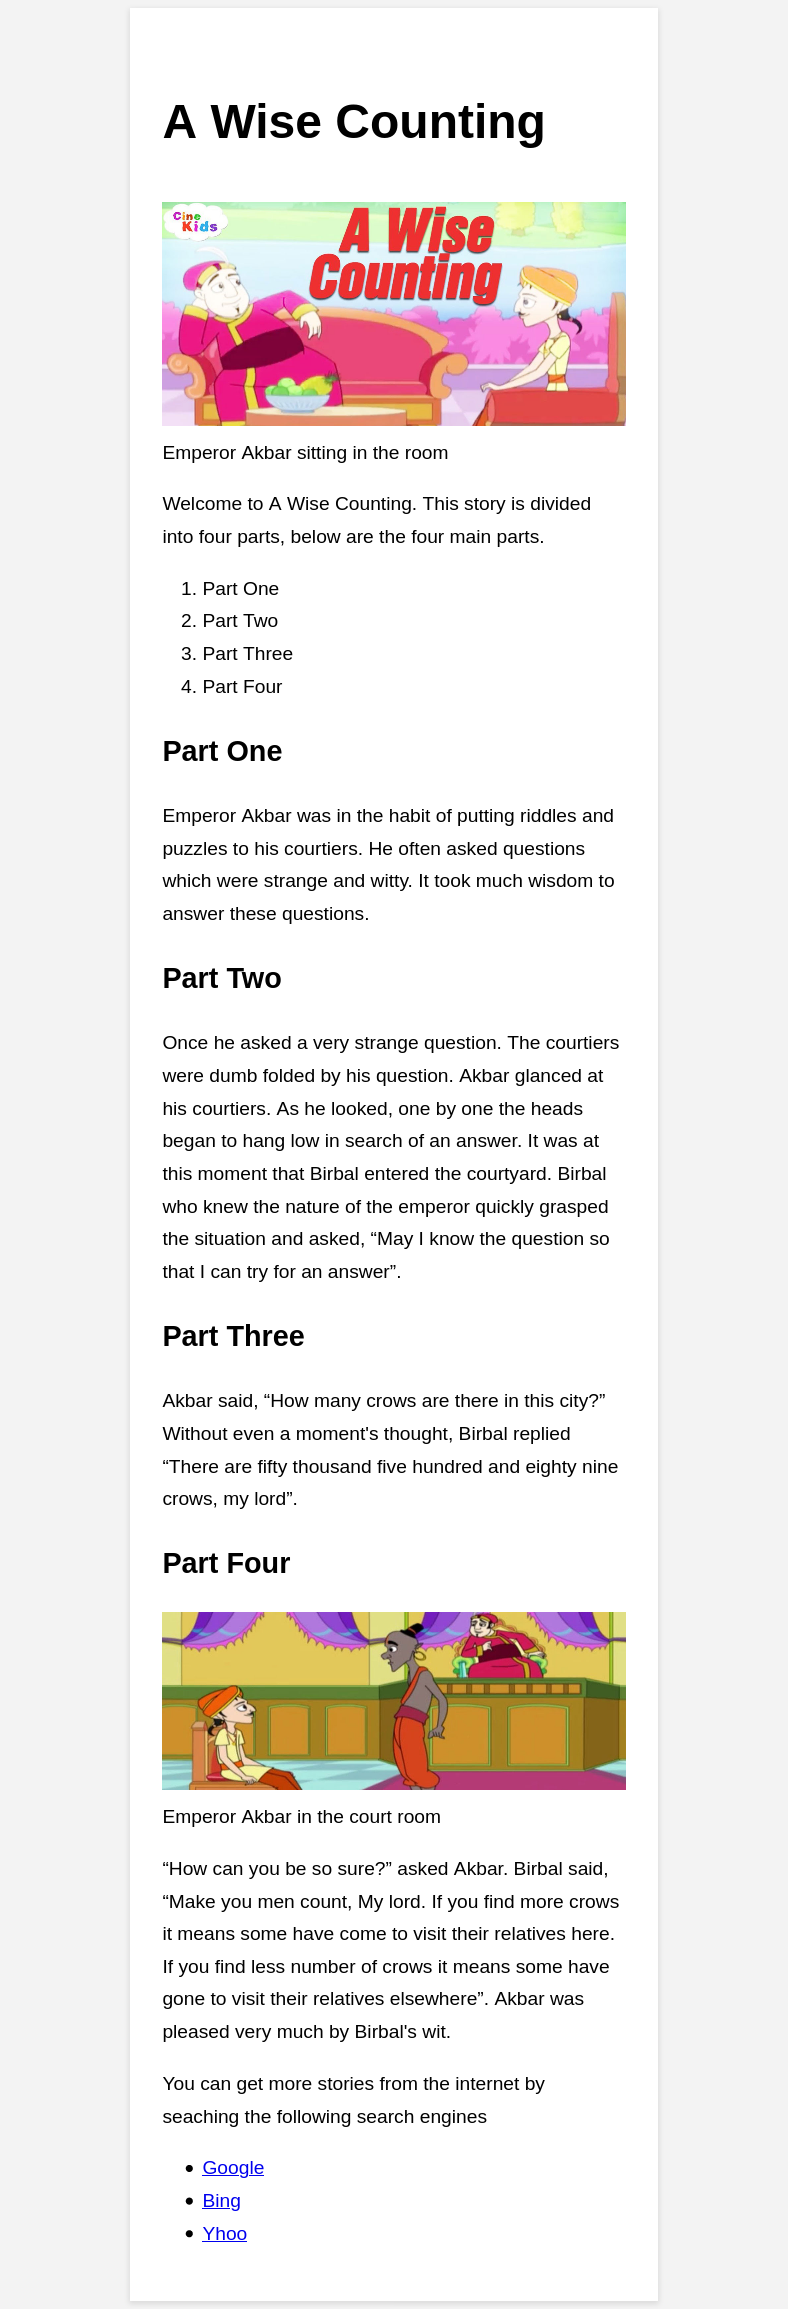 A Wise Counting
Cine
Kids
A Wise
Counting
Emperor Akbar sitting in the room
Welcome to A Wise Counting. This story is divided
into four parts, below are the four main parts.
1. Part One
2. Part Two
3. Part Three
4. Part Four
Part One
Emperor Akbar was in the habit of putting riddles and
puzzles to his courtiers. He often asked questions
which were strange and witty. It took much wisdom to
answer these questions.
Part Two
Once he asked a very strange question. The courtiers
were dumb folded by his question. Akbar glanced at
his courtiers. As he looked, one by one the heads
began to hang low in search of an answer. It was at
this moment that Birbal entered the courtyard. Birbal
who knew the nature of the emperor quickly grasped
the situation and asked, “May I know the question so
that I can try for an answer”.
Part Three
Akbar said, “How many crows are there in this city?”
Without even a moment's thought, Birbal replied
“There are fifty thousand five hundred and eighty nine
crows, my lord”.
Part Four
Emperor Akbar in the court room
“How can you be so sure?” asked Akbar. Birbal said,
“Make you men count, My lord. If you find more crows
it means some have come to visit their relatives here.
If you find less number of crows it means some have
gone to visit their relatives elsewhere”. Akbar was
pleased very much by Birbal's wit.
You can get more stories from the internet by
seaching the following search engines
• Google
• Bing
• Yhoo